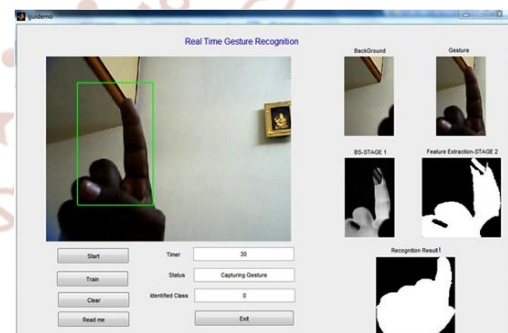 guidemo
Real Time Gesture Recognition
BackGround
Gesture
BS-STAGE 1
Feature Extraction-STAGE 2
Start
Timer
30
Train
Status
Capturing Gesture
Clear
Identified Class
0
Read me
Exit
Recognition Result1